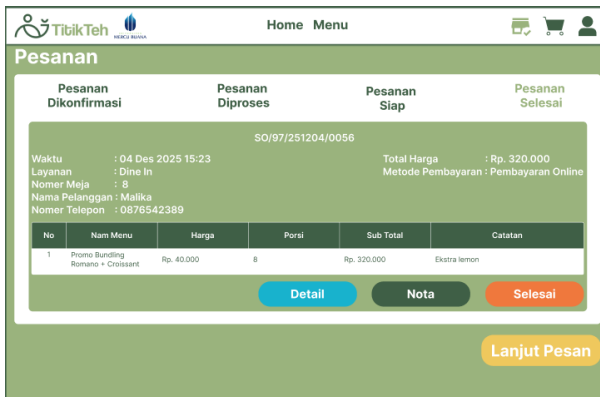 TitikTeh
MERCU BUANA
Home Menu
Pesanan
Pesanan
Dikonfirmasi
Pesanan
Diproses
Pesanan
Siap
Pesanan
Selesai
SO/97/251204/0056
Waktu : 04 Des 2025 15:23
Layanan : Dine In
Nomer Meja : 8
Nama Pelanggan : Malika
Nomer Telepon : 0876542389
Total Harga : Rp. 320.000
Metode Pembayaran : Pembayaran Online
No Nam Menu Harga Porsi Sub Total Catatan
1 Promo Bundling
Romano + Croissant Rp. 40.000 8 Rp. 320.000 Ekstra lemon
Detail Nota Selesai
Lanjut Pesan